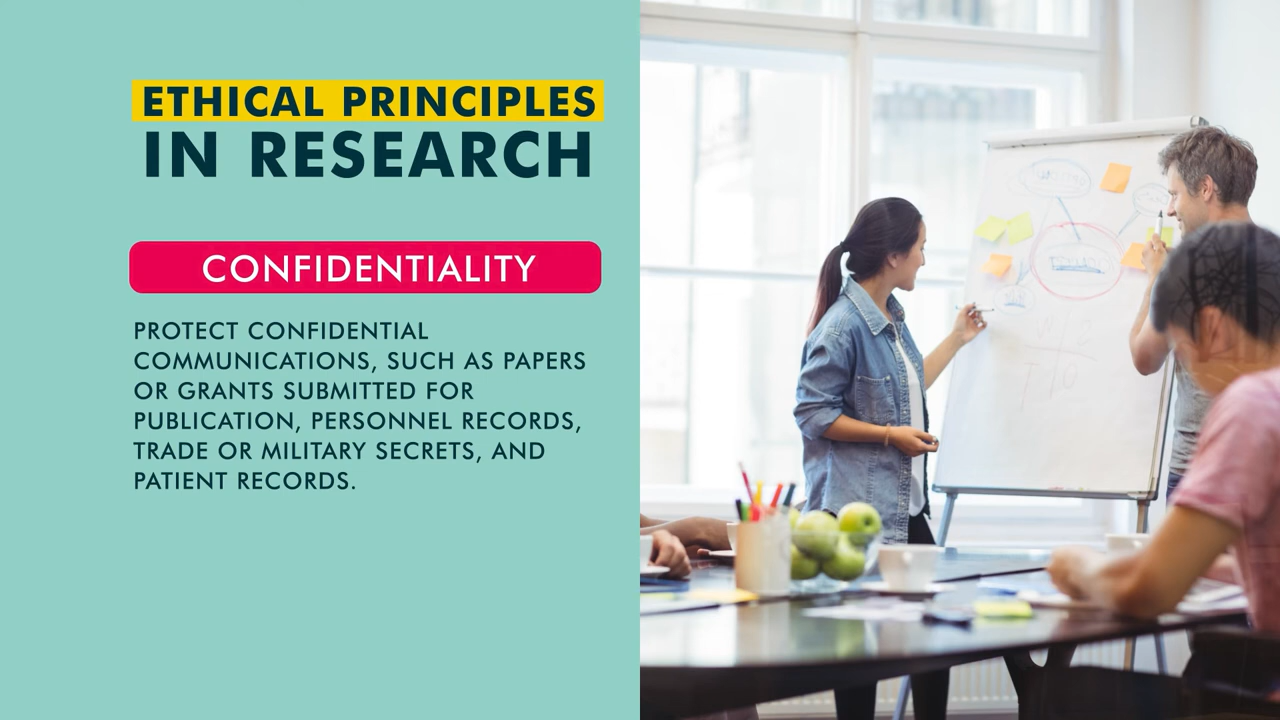 ETHICAL PRINCIPLES
IN RESEARCH
CONFIDENTIALITY
PROTECT CONFIDENTIAL
COMMUNICATIONS, SUCH AS PAPERS
OR GRANTS SUBMITTED FOR
PUBLICATION, PERSONNEL RECORDS,
TRADE OR MILITARY SECRETS, AND
PATIENT RECORDS.